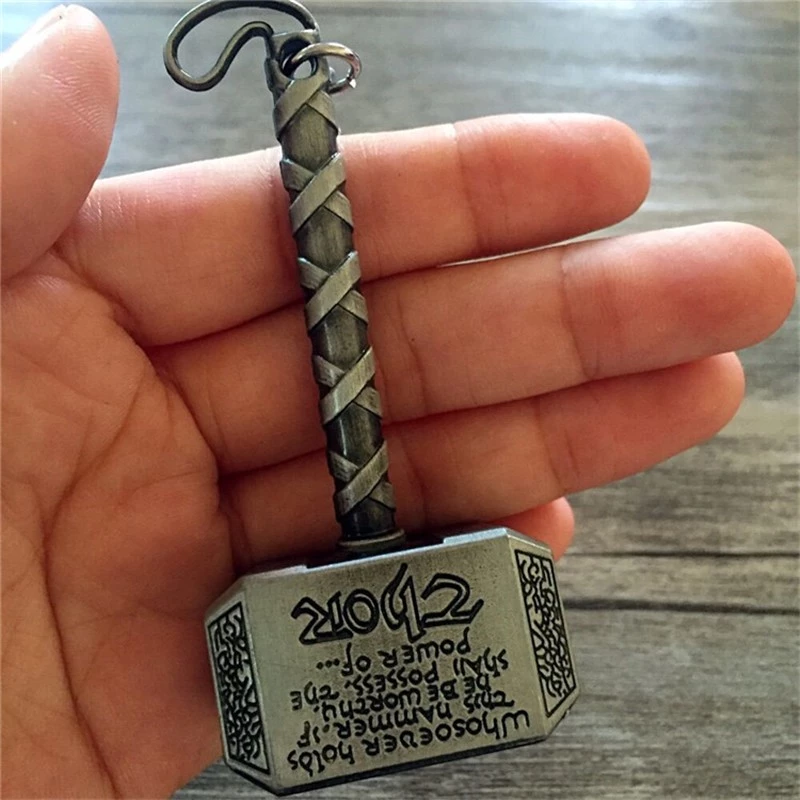 Whosoever holds
this hammer, if
he be worthy,
shall possess the
power of...
THOR